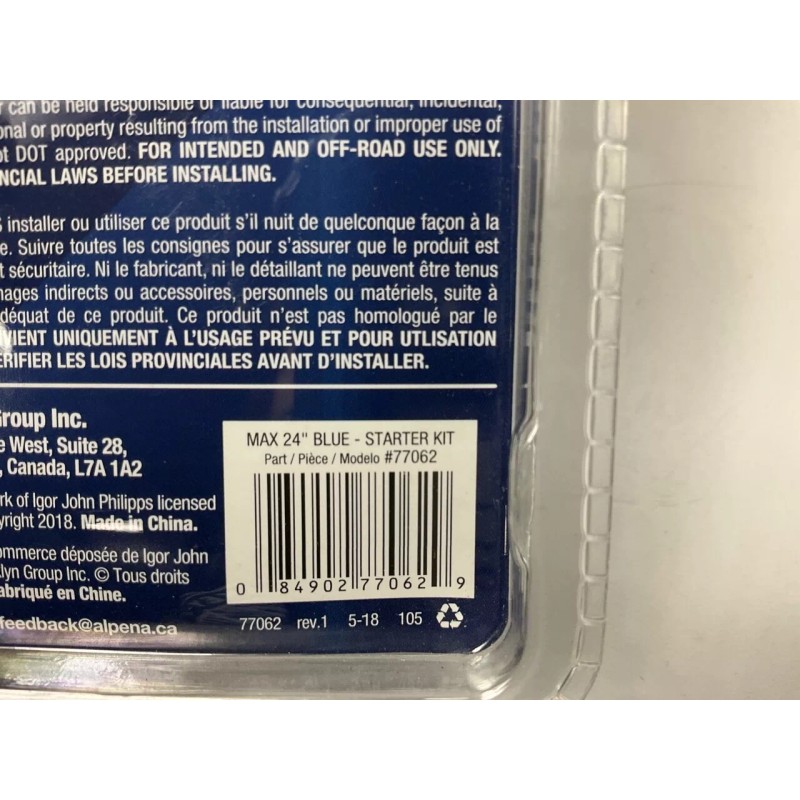 can be held responsible or liable for consequential, incidental,
onal or property resulting from the installation or improper use of
t DOT approved. FOR INTENDED AND OFF-ROAD USE ONLY.
NCIAL LAWS BEFORE INSTALLING.
S installer ou utiliser ce produit s'il nuit de quelconque façon à la
e. Suivre toutes les consignes pour s'assurer que le produit est
t sécuritaire. Ni le fabricant, ni le détaillant ne peuvent être tenus
mages indirects ou accessoires, personnels ou matériels, suite à
déquat de ce produit. Ce produit n'est pas homologué par le
VIENT UNIQUEMENT À L'USAGE PRÉVU ET POUR UTLISATION
ÉRIFIER LES LOIS PROVINCIALES AVANT D'INSTALLER.
Group Inc.
e West, Suite 28,
, Canada, L7A 1A2
rk of Igor John Philipps licensed
yright 2018. Made in China.
ommerce déposée de Igor John
klyn Group Inc. © Tous droits
abriqué en Chine.
feedback@alpena.ca
MAX 24" BLUE - STARTER KIT
Part / Pièce / Modelo #77062
0 84902 77062 9
77062 rev.1 5-18 105